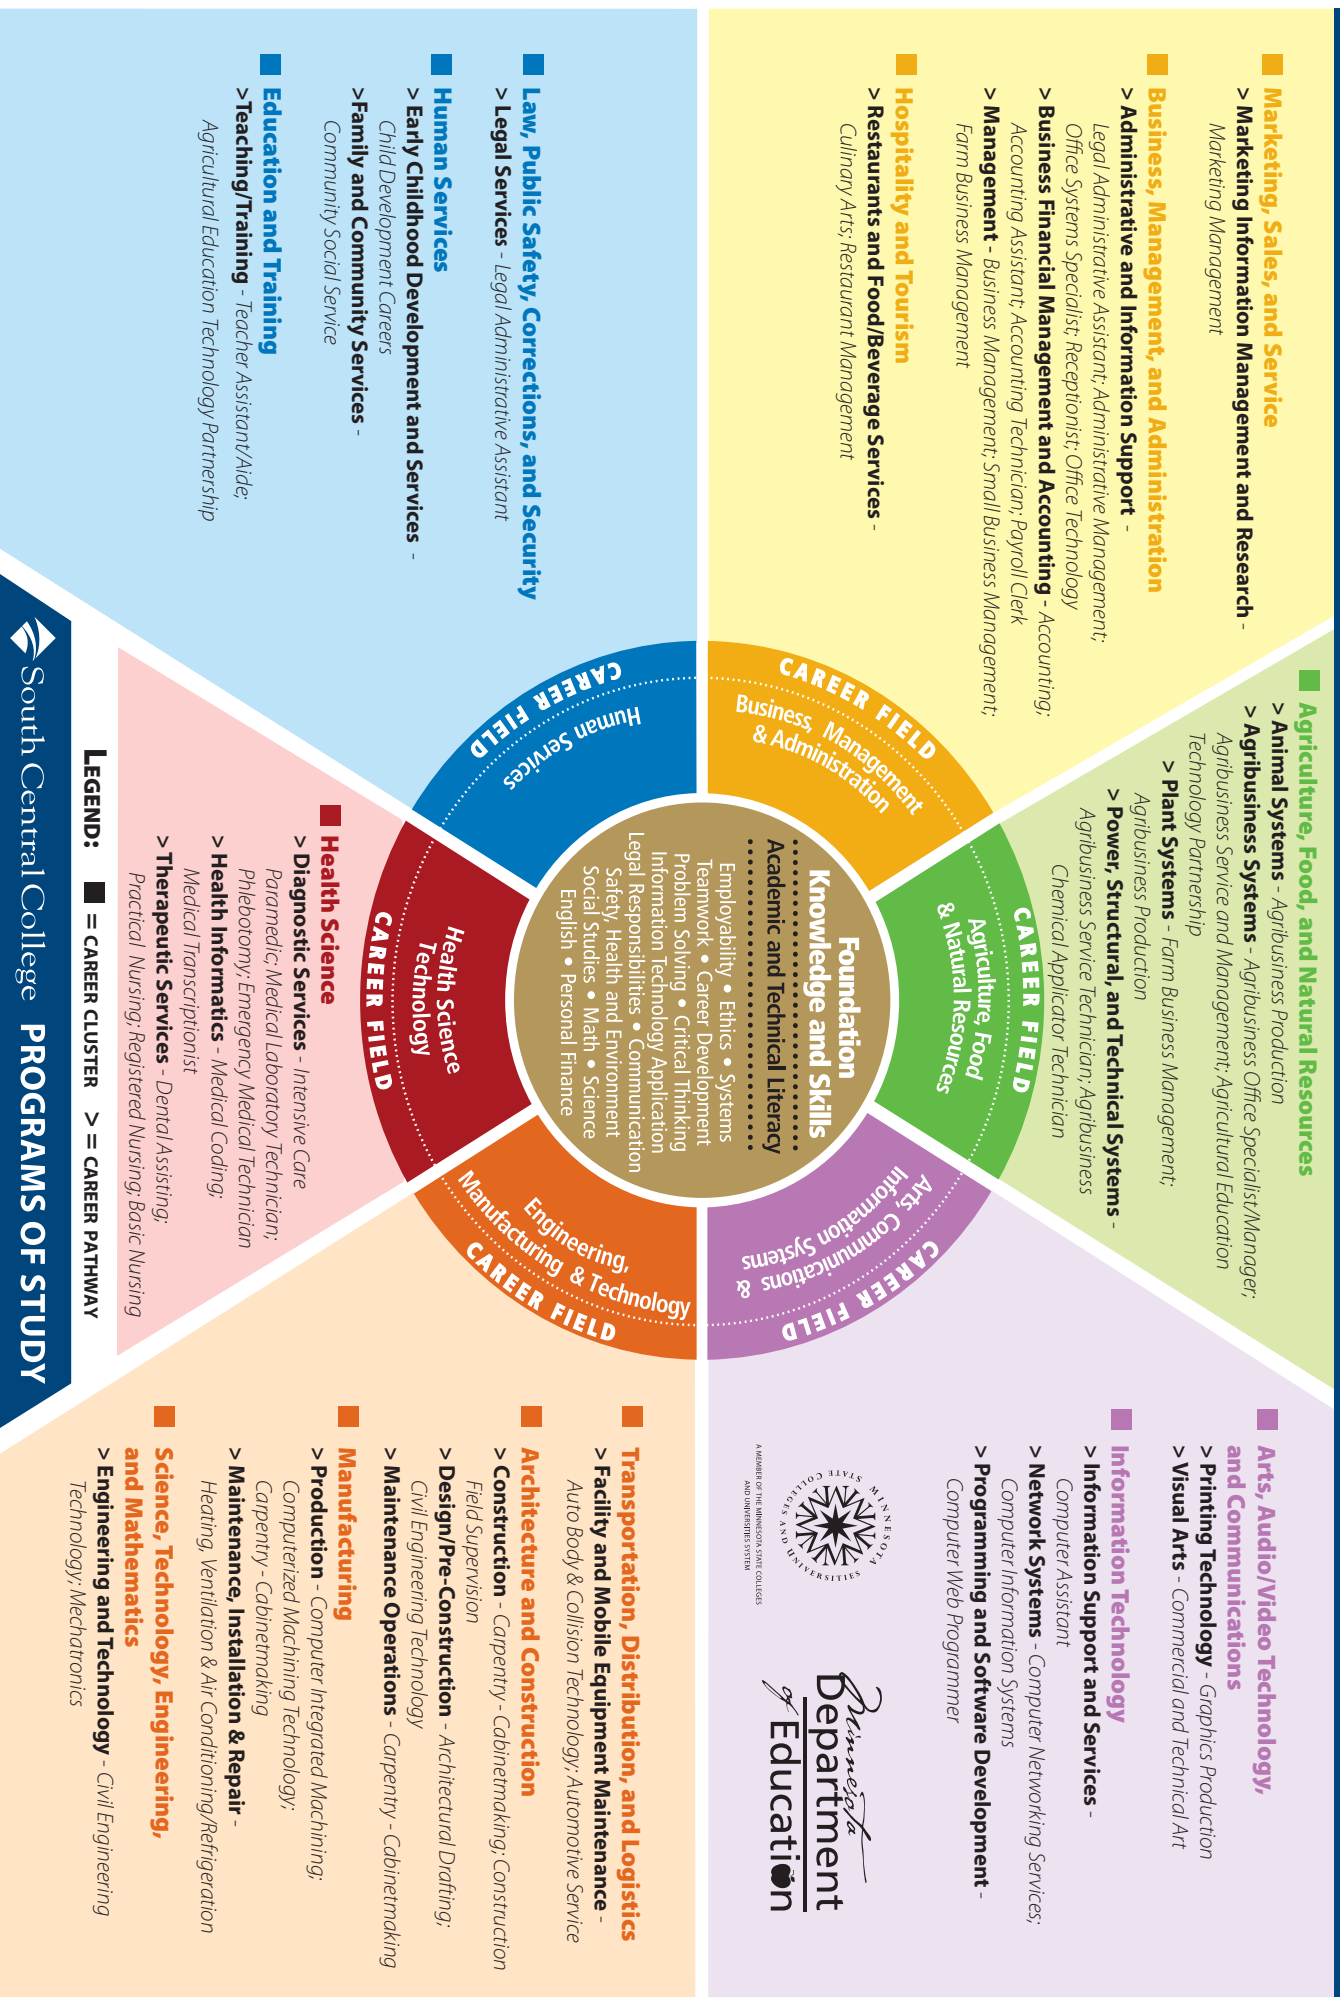 Marketing, Sales, and Service
> Marketing Information Management and Research -
Marketing Management
Business, Management, and Administration
> Administrative and Information Support -
Legal Administrative Assistant; Administrative Management;
Office Systems Specialist; Receptionist; Office Technology
> Business Financial Management and Accounting - Accounting;
Accounting Assistant; Accounting Technician; Payroll Clerk
> Management - Business Management; Small Business Management;
Farm Business Management
Hospitality and Tourism
> Restaurants and Food/Beverage Services -
Culinary Arts; Restaurant Management
Agriculture, Food, and Natural Resources
> Animal Systems - Agribusiness Production
> Agribusiness Systems - Agribusiness Office Specialist/Manager;
Agribusiness Service and Management; Agricultural Education
Technology Partnership
> Plant Systems - Farm Business Management;
Agribusiness Production
> Power, Structural, and Technical Systems -
Agribusiness Service Technician; Agribusiness
Chemical Applicator Technician
Arts, Audio/Video Technology,
and Communications
> Printing Technology - Graphics Production
> Visual Arts - Commercial and Technical Art
Information Technology
> Information Support and Services -
Computer Assistant
> Network Systems - Computer Networking Services;
Computer Information Systems
> Programming and Software Development -
Computer Web Programmer
MINNESOTA
STATE COLLEGES AND UNIVERSITIES
A MEMBER OF THE MINNESOTA STATE COLLEGES
AND UNIVERSITIES SYSTEM
Minnesota
Department
of Education
CAREER FIELD
Business, Management
& Administration
CAREER FIELD
Agriculture, Food
& Natural Resources
CAREER FIELD
Arts, Communications &
Information Systems
Foundation
Knowledge and Skills
Academic and Technical Literacy
Employability • Ethics • Systems
Teamwork • Career Development
Problem Solving • Critical Thinking
Information Technology Application
Legal Responsibilities • Communication
Safety, Health and Environment
Social Studies • Math • Science
English • Personal Finance
CAREER FIELD
Human Services
Health Science
Technology
CAREER FIELD
Engineering,
Manufacturing & Technology
CAREER FIELD
Law, Public Safety, Corrections, and Security
> Legal Services - Legal Administrative Assistant
Human Services
> Early Childhood Development and Services -
Child Development Careers
>Family and Community Services -
Community Social Service
Education and Training
>Teaching/Training - Teacher Assistant/Aide;
Agricultural Education Technology Partnership
Health Science
> Diagnostic Services - Intensive Care
Paramedic; Medical Laboratory Technician;
Phlebotomy; Emergency Medical Technician
> Health Informatics - Medical Coding;
Medical Transcriptionist
> Therapeutic Services - Dental Assisting;
Practical Nursing; Registered Nursing; Basic Nursing
Transportation, Distribution, and Logistics
> Facility and Mobile Equipment Maintenance -
Auto Body & Collision Technology; Automotive Service
Architecture and Construction
> Construction - Carpentry - Cabinetmaking; Construction
Field Supervision
> Design/Pre-Construction - Architectural Drafting;
Civil Engineering Technology
> Maintenance Operations - Carpentry - Cabinetmaking
Manufacturing
> Production - Computer Integrated Machining;
Computerized Machining Technology;
Carpentry - Cabinetmaking
> Maintenance, Installation & Repair -
Heating, Ventilation & Air Conditioning/Refrigeration
Science, Technology, Engineering,
and Mathematics
> Engineering and Technology - Civil Engineering
Technology; Mechatronics
LEGEND: = CAREER CLUSTER > = CAREER PATHWAY
South Central College PROGRAMS OF STUDY